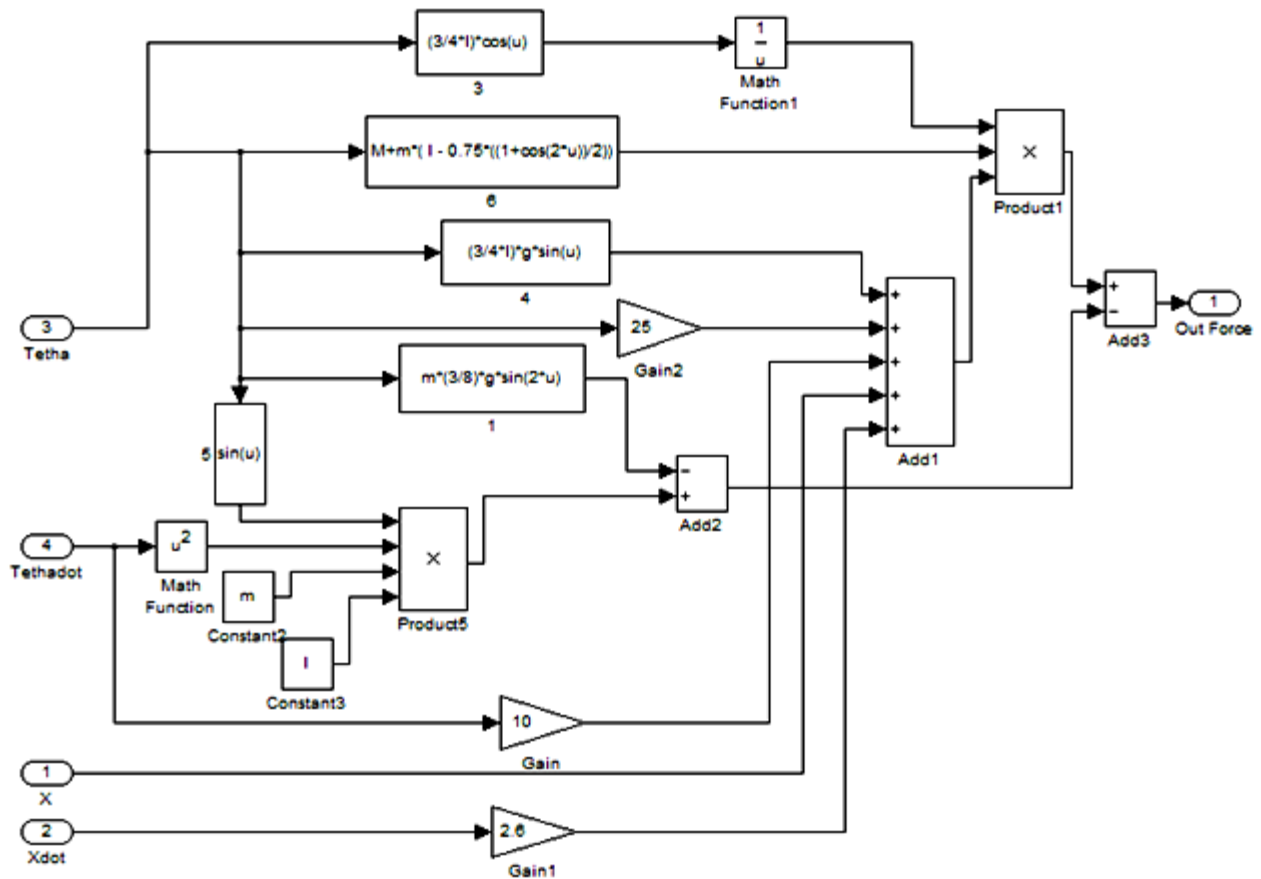 (3/4*l)*cos(u)
3
1
u
Math
Function1
M+m*( l - 0.75*((1+cos(2*u))/2))
6
×
Product1
(3/4*l)*g*sin(u)
4
3
Tetha
25
Gain2
+
+
+
+
+
Add1
+
−
Add3
1
Out Force
m*(3/8)*g*sin(2*u)
1
5
sin(u)
−
+
Add2
4
Tethadot
u2
Math
Function
m
Constant2
×
Product5
l
Constant3
10
Gain
1
X
2
Xdot
2.6
Gain1